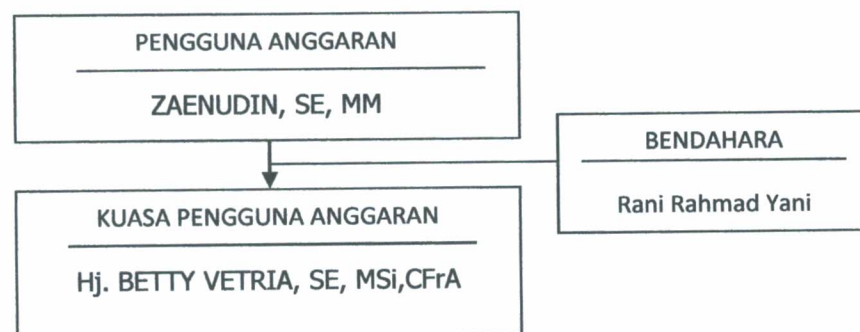 PENGGUNA ANGGARAN
ZAENUDIN, SE, MM
BENDAHARA
Rani Rahmad Yani
KUASA PENGGUNA ANGGARAN
Hj. BETTY VETRIA, SE, MSi,CFrA